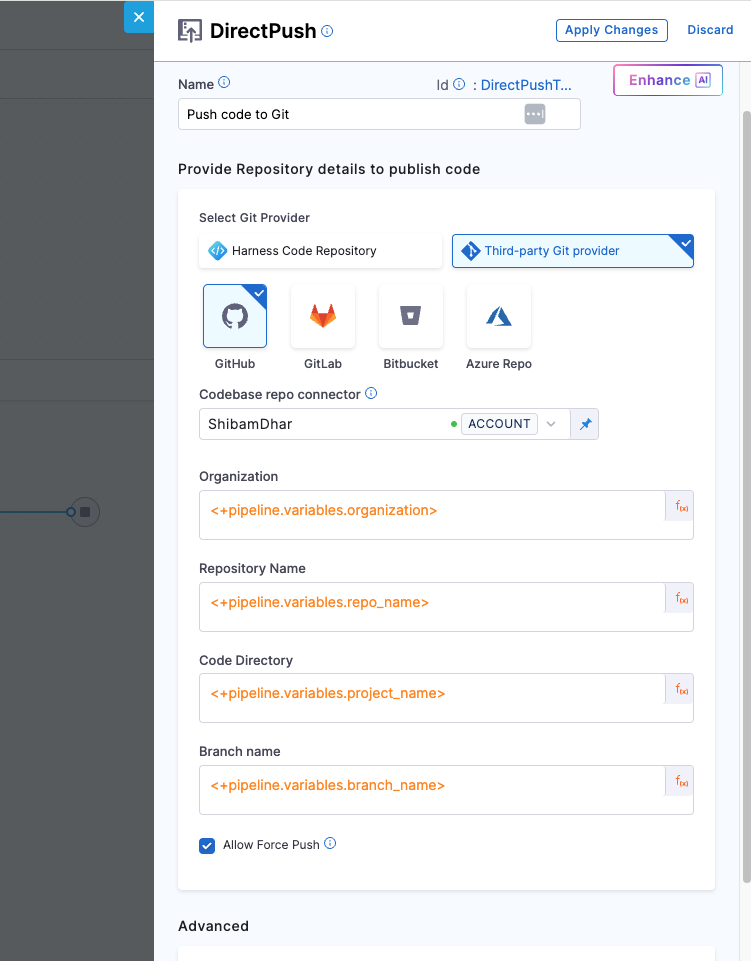 DirectPush
Apply Changes
Discard
Name
Id : DirectPushT...
Enhance AI
Push code to Git
Provide Repository details to publish code
Select Git Provider
Harness Code Repository
Third-party Git provider
GitHub
GitLab
Bitbucket
Azure Repo
Codebase repo connector
ShibamDhar
ACCOUNT
Organization
<+pipeline.variables.organization>
f(x)
Repository Name
<+pipeline.variables.repo_name>
f(x)
Code Directory
<+pipeline.variables.project_name>
f(x)
Branch name
<+pipeline.variables.branch_name>
f(x)
Allow Force Push
Advanced